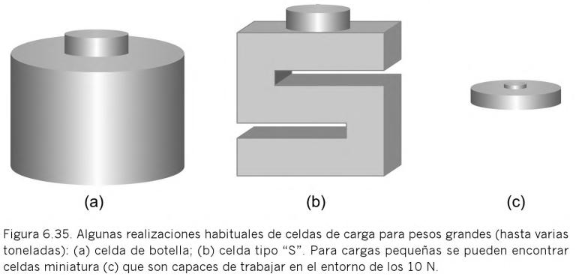 (a)
(b)
(c)
Figura 6.35. Algunas realizaciones habituales de celdas de carga para pesos grandes (hasta varias
toneladas): (a) celda de botella; (b) celda tipo “S”. Para cargas pequeñas se pueden encontrar
celdas miniatura (c) que son capaces de trabajar en el entorno de los 10 N.